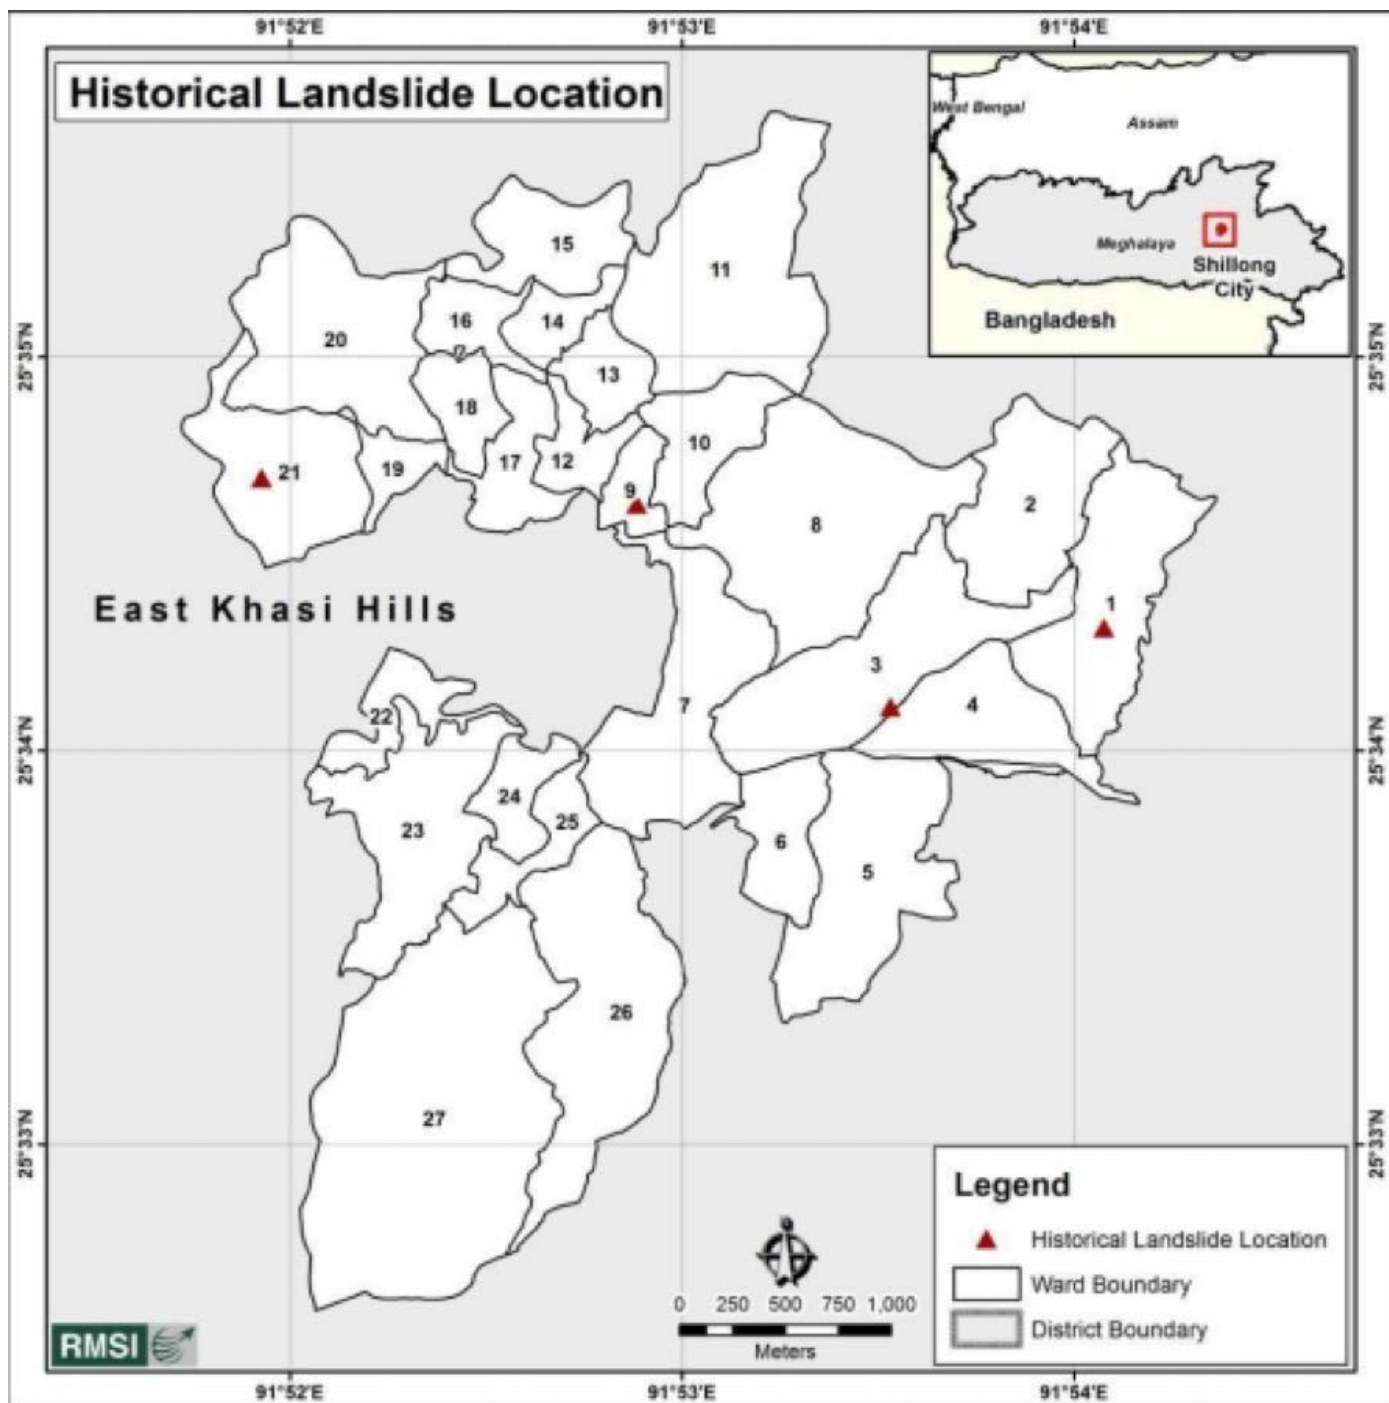 91°52'E 91°53'E 91°54'E
Historical Landslide Location
West Bengal
Assam
Meghalaya
Shillong
City
Bangladesh
15
11
16
14
20
25°35'N
25°35'N
13
18
10
17
12
19
21
9
2
8
East Khasi Hills
1
3
22
7
4
25°34'N
25°34'N
24
25
23
6
5
26
27
25°33'N
25°33'N
Legend
Historical Landslide Location
Ward Boundary
District Boundary
0 250 500 750 1,000
Meters
RMSI
91°52'E 91°53'E 91°54'E